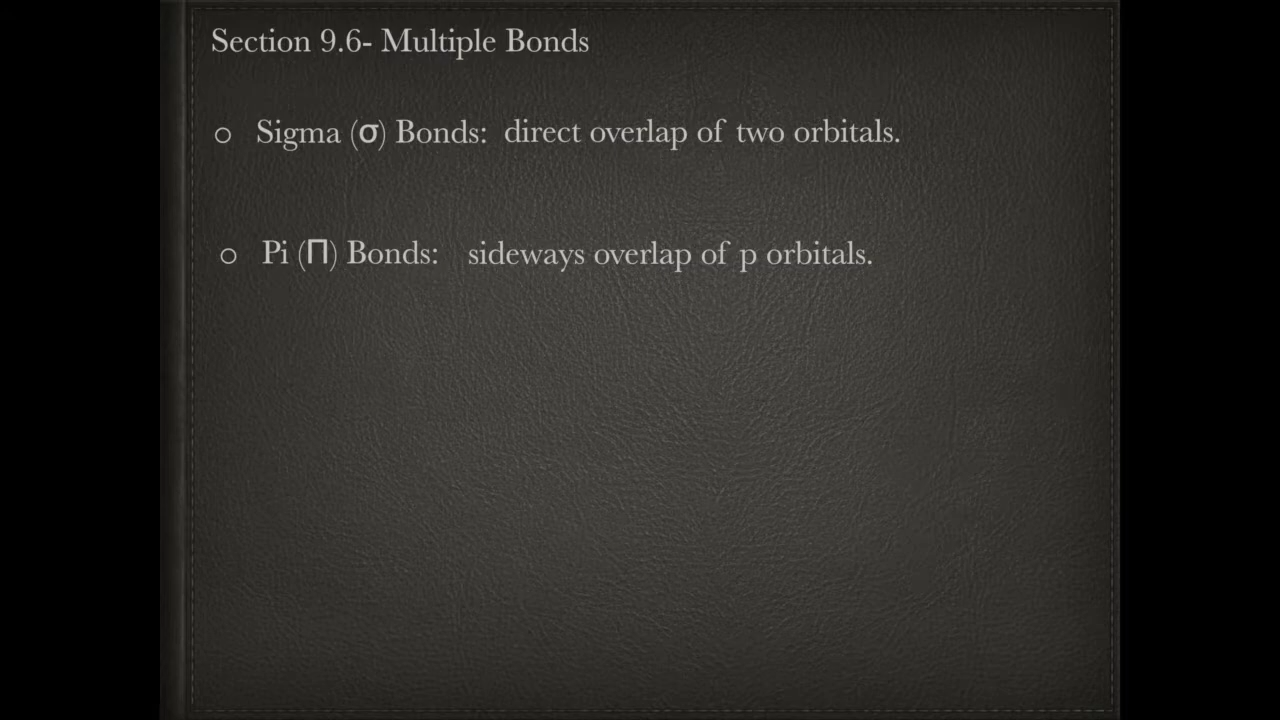 Section 9.6- Multiple Bonds
○ Sigma (σ) Bonds: direct overlap of two orbitals.
○ Pi (Π) Bonds: sideways overlap of p orbitals.